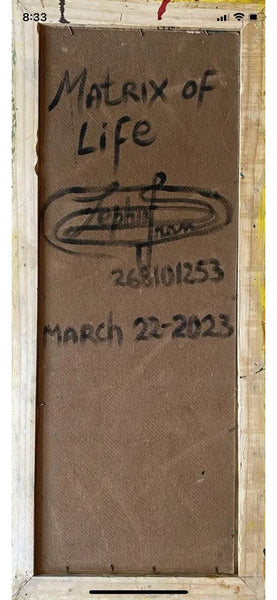 8:33
Matrix of
Life
268101253
March 22-2023